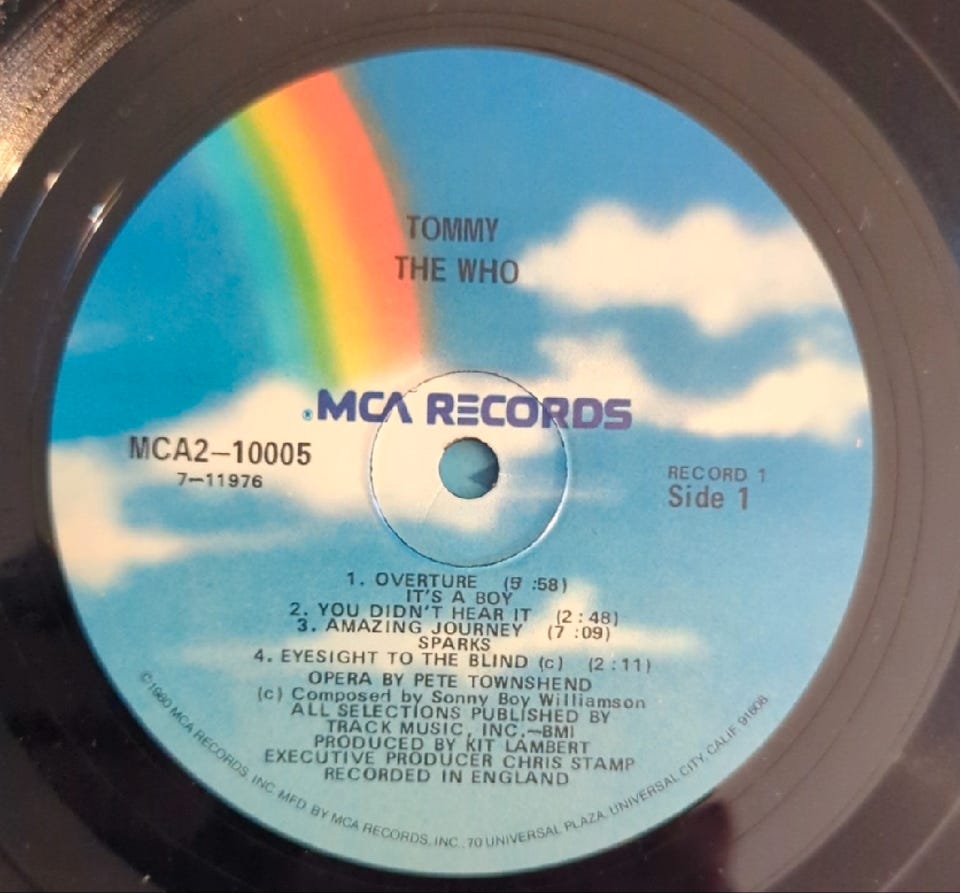 TOMMY
THE WHO
®MCA RECORDS
MCA2-10005
7-11976
RECORD 1
Side 1
1. OVERTURE (5:58)
IT'S A BOY
2. YOU DIDN'T HEAR IT (2:48)
3. AMAZING JOURNEY (7:09)
SPARKS
4. EYESIGHT TO THE BLIND (c) (2:11)
OPERA BY PETE TOWNSHEND
(c) Composed by Sonny Boy Williamson
ALL SELECTIONS PUBLISHED BY
TRACK MUSIC, INC.-BMI
PRODUCED BY KIT LAMBERT
EXECUTIVE PRODUCER CHRIS STAMP
RECORDED IN ENGLAND
©1980 MCA RECORDS, INC. MFD. BY MCA RECORDS, INC., 70 UNIVERSAL PLAZA, UNIVERSAL CITY, CALIF. 91608